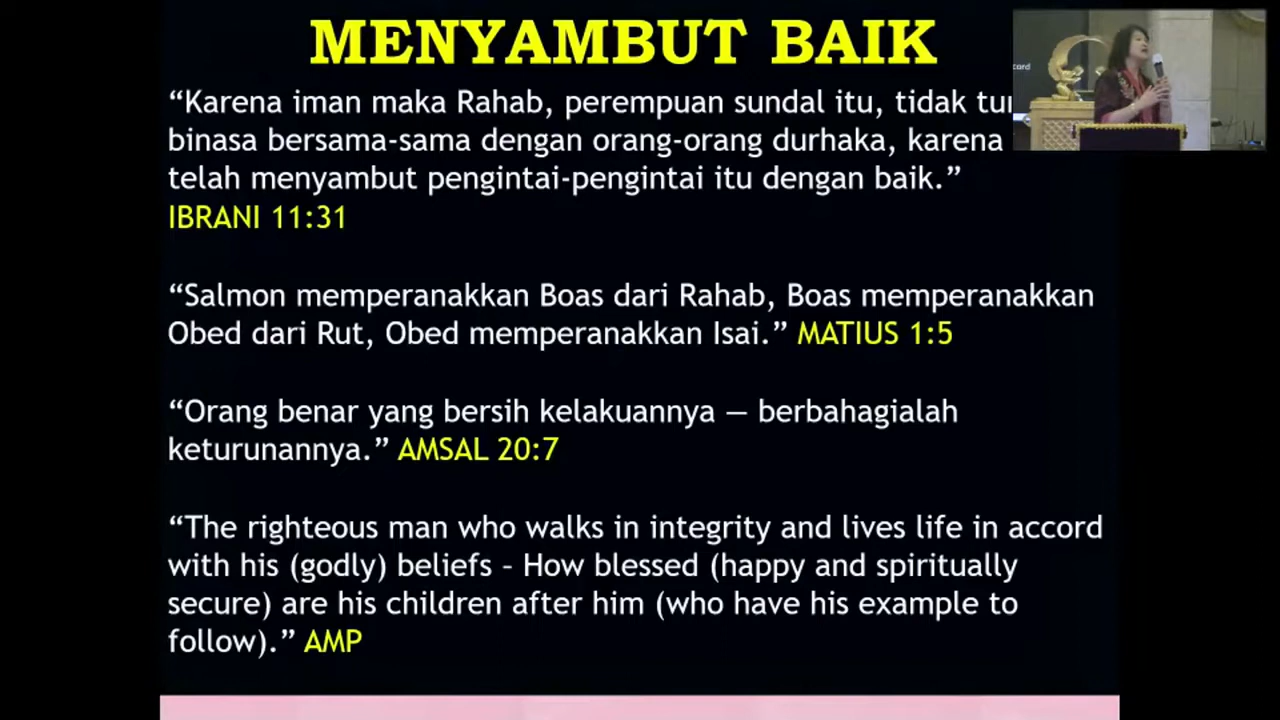 MENYAMBUT BAIK
“Karena iman maka Rahab, perempuan sundal itu, tidak
binasa bersama-sama dengan orang-orang durhaka, karena
telah menyambut pengintai-pengintai itu dengan baik.”
IBRANI 11:31
“Salmon memperanakkan Boas dari Rahab, Boas memperanakkan
Obed dari Rut, Obed memperanakkan Isai.” MATIUS 1:5
“Orang benar yang bersih kelakuannya — berbahagialah
keturunannya.” AMSAL 20:7
“The righteous man who walks in integrity and lives life in accord
with his (godly) beliefs – How blessed (happy and spiritually
secure) are his children after him (who have his example to
follow).” AMP